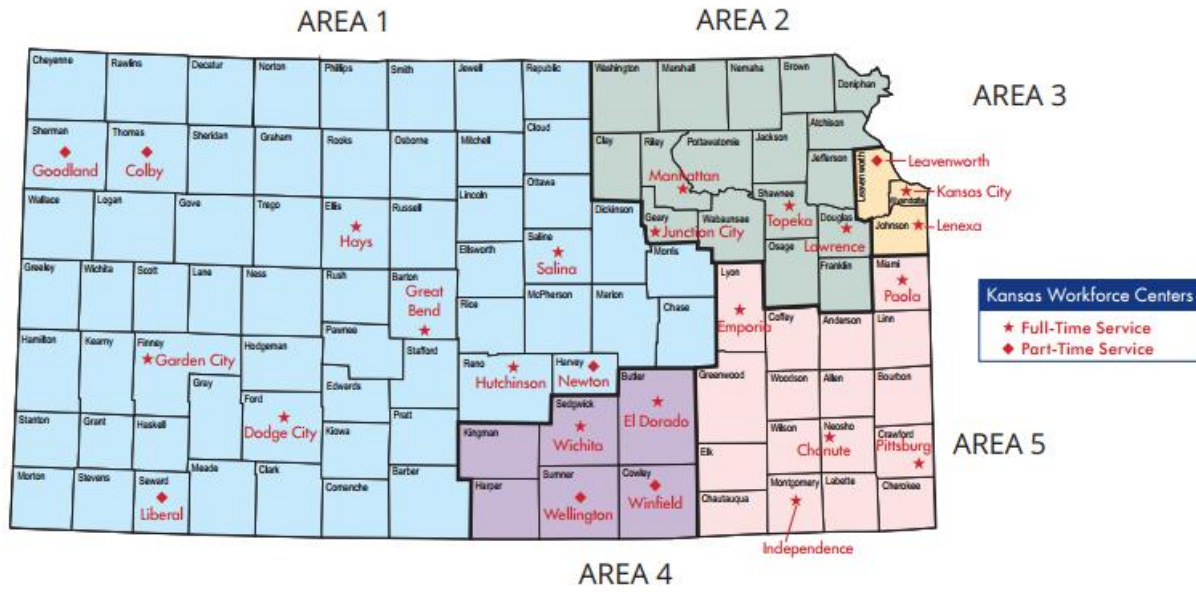 AREA 1
AREA 2
Cheyenne
Rawlins
Decatur
Norton
Phillips
Smith
Jewell
Republic
Washington
Marshall
Nemaha
Brown
Doniphan
AREA 3
Sherman
Thomas
Sheridan
Graham
Rooks
Osborne
Mitchell
Cloud
Clay
Riley
Pottawatomie
Jackson
Atchison
Jefferson
Leavenworth
Goodland
Colby
Leavenworth
Manhattan
Kansas City
Wyandotte
Wallace
Logan
Gove
Trego
Ellis
Russell
Lincoln
Ottawa
Dickinson
Geary
Wabaunsee
Shawnee
Douglas
Johnson
Hays
Junction City
Topeka
Lawrence
Lenexa
Greeley
Wichita
Scott
Lane
Ness
Rush
Barton
Ellsworth
Saline
Salina
Morris
Osage
Franklin
Miami
Paola
Great
Bend
Rice
McPherson
Marion
Chase
Lyon
Emporia
Coffey
Anderson
Linn
Kansas Workforce Centers
Full-Time Service
Part-Time Service
Hamilton
Kearny
Finney
Garden City
Hodgeman
Pawnee
Stafford
Reno
Hutchinson
Harvey
Newton
Butler
Greenwood
Woodson
Allen
Bourbon
Gray
Ford
Dodge City
Edwards
Pratt
Sedgwick
Wichita
El Dorado
Stanton
Grant
Haskell
Kiowa
Kingman
Elk
Wilson
Neosho
Chanute
Crawford
Pittsburg
AREA 5
Morton
Stevens
Seward
Liberal
Meade
Clark
Comanche
Barber
Harper
Sumner
Wellington
Cowley
Winfield
Chautauqua
Montgomery
Labette
Cherokee
Independence
AREA 4